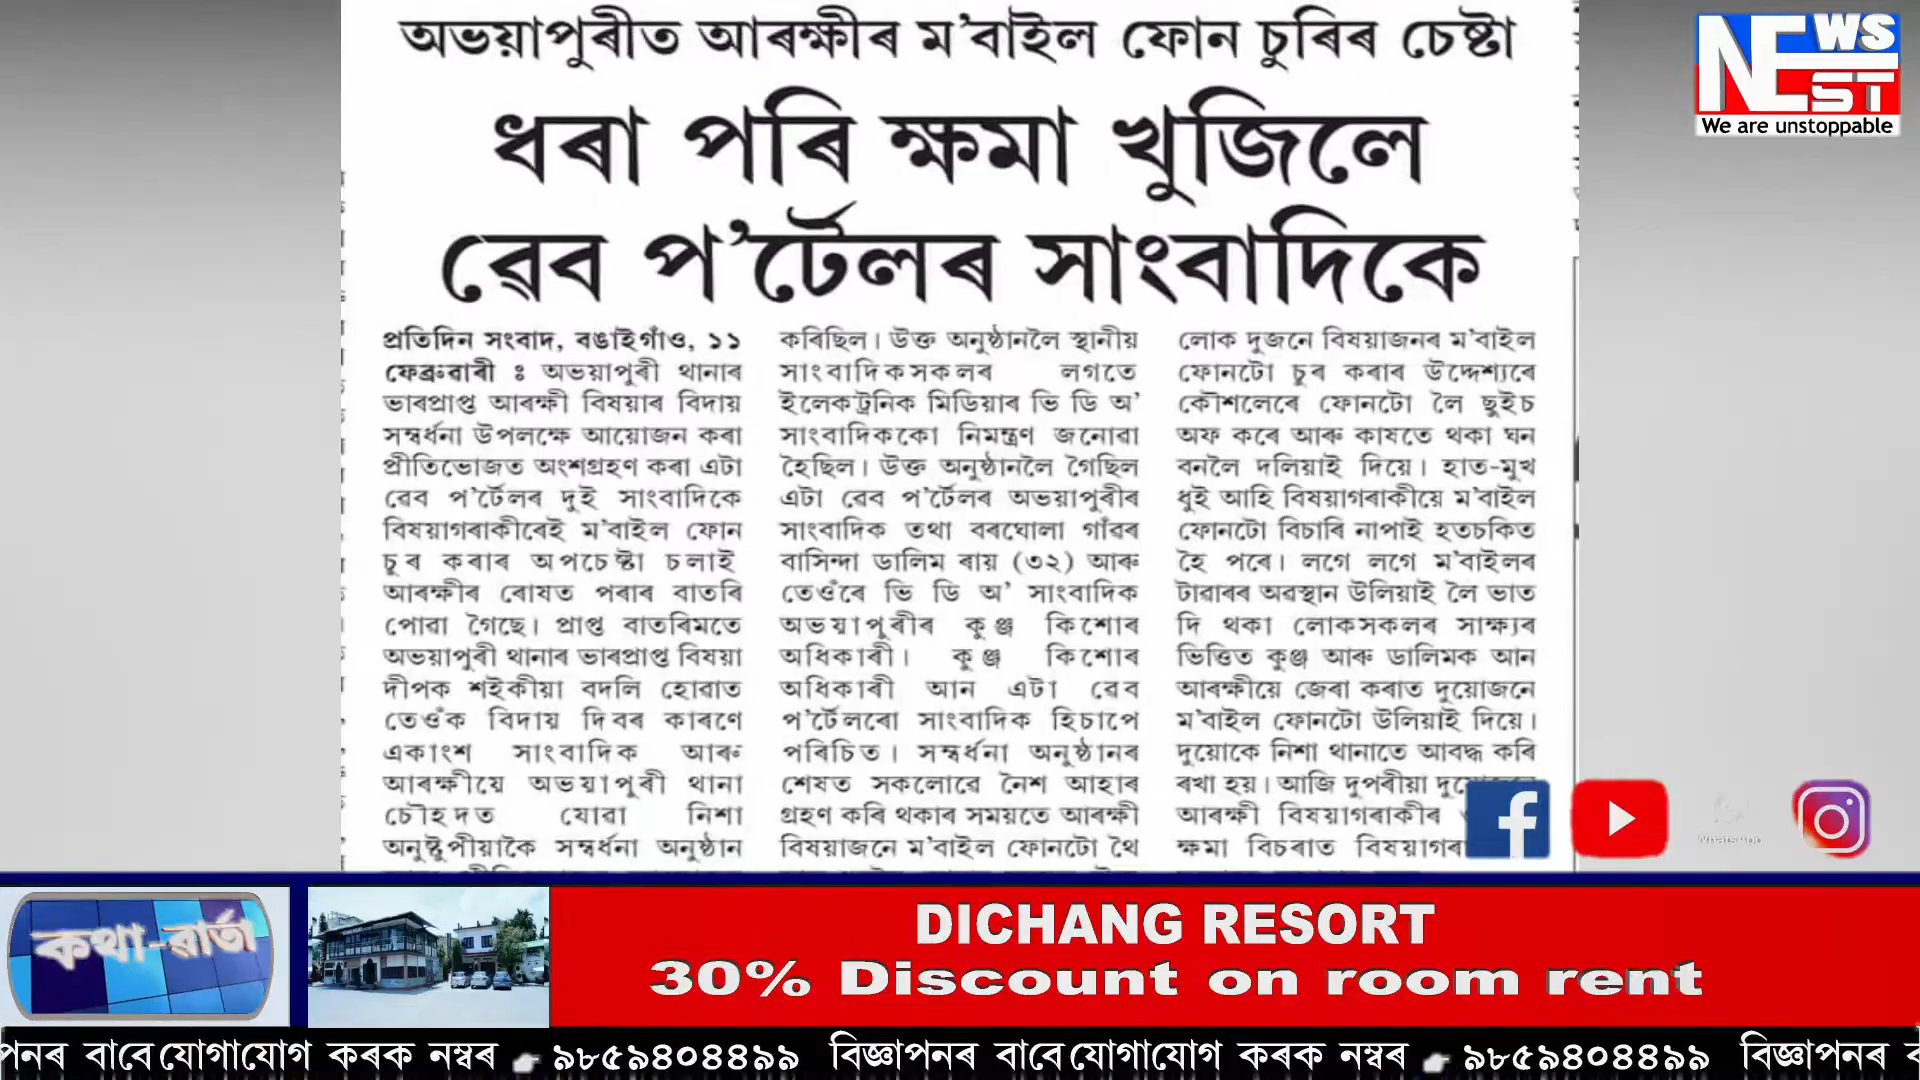 অভয়াপুৰীত আৰক্ষীৰ ম'বাইল ফোন চুৰিৰ চেষ্টা
ধৰা পৰি ক্ষমা খুজিলে
ৱেব প'ৰ্টেলৰ সাংবাদিকে
প্ৰতিদিন সংবাদ, বঙাইগাঁও, ১১
ফেব্ৰুৱাৰী ঃ অভয়াপুৰী থানাৰ
ভাৰপ্ৰাপ্ত আৰক্ষী বিষয়াৰ বিদায়
সম্বৰ্ধনা উপলক্ষে আয়োজন কৰা
প্ৰীতিভোজত অংশগ্ৰহণ কৰা এটা
ৱেব প'ৰ্টেলৰ দুই সাংবাদিকে
বিষয়াগৰাকীৰেই ম'বাইল ফোন
চুৰ কৰাৰ অপচেষ্টা চলাই
আৰক্ষীৰ ৰোষত পৰাৰ বাতৰি
পোৱা গৈছে। প্ৰাপ্ত বাতৰিমতে
অভয়াপুৰী থানাৰ ভাৰপ্ৰাপ্ত বিষয়া
দীপক শইকীয়া বদলি হোৱাত
তেওঁক বিদায় দিবৰ কাৰণে
একাংশ সাংবাদিক আৰু
আৰক্ষীয়ে অভয়াপুৰী থানা
চৌহদত যোৱা নিশা
অনুষ্টুপীয়াকৈ সম্বৰ্ধনা অনুষ্ঠান
কৰিছিল। উক্ত অনুষ্ঠানলৈ স্থানীয়
সাংবাদিকসকলৰ লগতে
ইলেকট্ৰনিক মিডিয়াৰ ভি ডি অ'
সাংবাদিককো নিমন্ত্ৰণ জনোৱা
হৈছিল। উক্ত অনুষ্ঠানলৈ গৈছিল
এটা ৱেব প'ৰ্টেলৰ অভয়াপুৰীৰ
সাংবাদিক তথা বৰঘোলা গাঁৱৰ
বাসিন্দা ডালিম ৰায় (৩২) আৰু
তেওঁৰে ভি ডি অ' সাংবাদিক
অভয়াপুৰীৰ কুঞ্জ কিশোৰ
অধিকাৰী। কুঞ্জ কিশোৰ
অধিকাৰী আন এটা ৱেব
প'ৰ্টেলৰো সাংবাদিক হিচাপে
পৰিচিত। সম্বৰ্ধনা অনুষ্ঠানৰ
শেষত সকলোৱে নৈশ আহাৰ
গ্ৰহণ কৰি থকাৰ সময়তে আৰক্ষী
বিষয়াজনে ম'বাইল ফোনটো থৈ
লোক দুজনে বিষয়াজনৰ ম'বাইল
ফোনটো চুৰ কৰাৰ উদ্দেশ্যৰে
কৌশলেৰে ফোনটো লৈ ছুইচ
অফ কৰে আৰু কাষতে থকা ঘন
বনলৈ দলিয়াই দিয়ে। হাত-মুখ
ধুই আহি বিষয়াগৰাকীয়ে ম'বাইল
ফোনটো বিচাৰি নাপাই হতচকিত
হৈ পৰে। লগে লগে ম'বাইলৰ
টাৱাৰৰ অৱস্থান উলিয়াই লৈ ভাত
দি থকা লোকসকলৰ সাক্ষ্যৰ
ভিত্তিত কুঞ্জ আৰু ডালিমক আন
আৰক্ষীয়ে জেৰা কৰাত দুয়োজনে
ম'বাইল ফোনটো উলিয়াই দিয়ে।
দুয়োকে নিশা থানাতে আবদ্ধ কৰি
ৰখা হয়। আজি দুপৰীয়া
আৰক্ষী বিষয়াগৰাকীৰ
ক্ষমা বিচৰাত
NEWS NEST
We are unstoppable
WhatsApp
কথা-বাৰ্তা
DICHANG RESORT
30% Discount on room rent
পনৰ বাবে যোগাযোগ কৰক নম্বৰ ৯৮৫৯৪০৪৪৯৯ বিজ্ঞাপনৰ বাবে যোগাযোগ কৰক নম্বৰ ৯৮৫৯৪০৪৪৯৯ বিজ্ঞাপনৰ